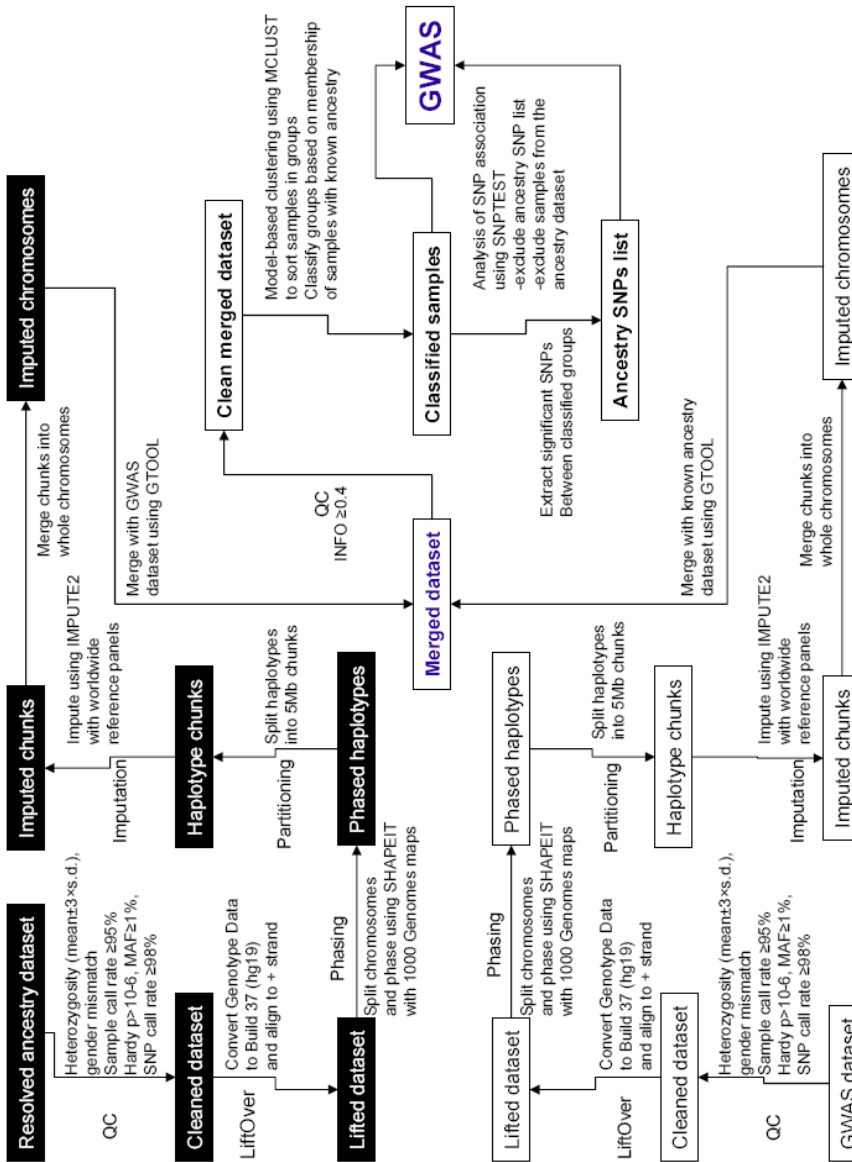 Resolved ancestry dataset
QC
Heterozygosity (mean±3×s.d.),
gender mismatch
Sample call rate ≥95%
Hardy p>10-6, MAF≥1%,
SNP call rate ≥98%
Cleaned dataset
LiftOver
Convert Genotype Data
to Build 37 (hg19)
and align to + strand
Lifted dataset
Phasing
Split chromosomes
and phase using SHAPEIT
with 1000 Genomes maps
Phased haplotypes
Partitioning
Split haplotypes
into 5Mb chunks
Haplotype chunks
Imputation
Impute using IMPUTE2
with worldwide
reference panels
Imputed chunks
Merge chunks into
whole chromosomes
Imputed chromosomes
Merge with GWAS
dataset using GTOOL
Merged dataset
QC
INFO ≥0.4
Clean merged dataset
Model-based clustering using MCLUST
to sort samples in groups
Classify groups based on membership
of samples with known ancestry
Classified samples
Extract significant SNPs
Between classified groups
Ancestry SNPs list
Analysis of SNP association
using SNPTEST
-exclude ancestry SNP list
-exclude samples from the
ancestry dataset
GWAS
GWAS dataset
QC
Heterozygosity (mean±3×s.d.),
gender mismatch
Sample call rate ≥95%
Hardy p>10-6, MAF≥1%,
SNP call rate ≥98%
Cleaned dataset
LiftOver
Convert Genotype Data
to Build 37 (hg19)
and align to + strand
Lifted dataset
Phasing
Split chromosomes
and phase using SHAPEIT
with 1000 Genomes maps
Phased haplotypes
Partitioning
Split haplotypes
into 5Mb chunks
Haplotype chunks
Imputation
Impute using IMPUTE2
with worldwide
reference panels
Imputed chunks
Merge chunks into
whole chromosomes
Imputed chromosomes
Merge with known ancestry
dataset using GTOOL